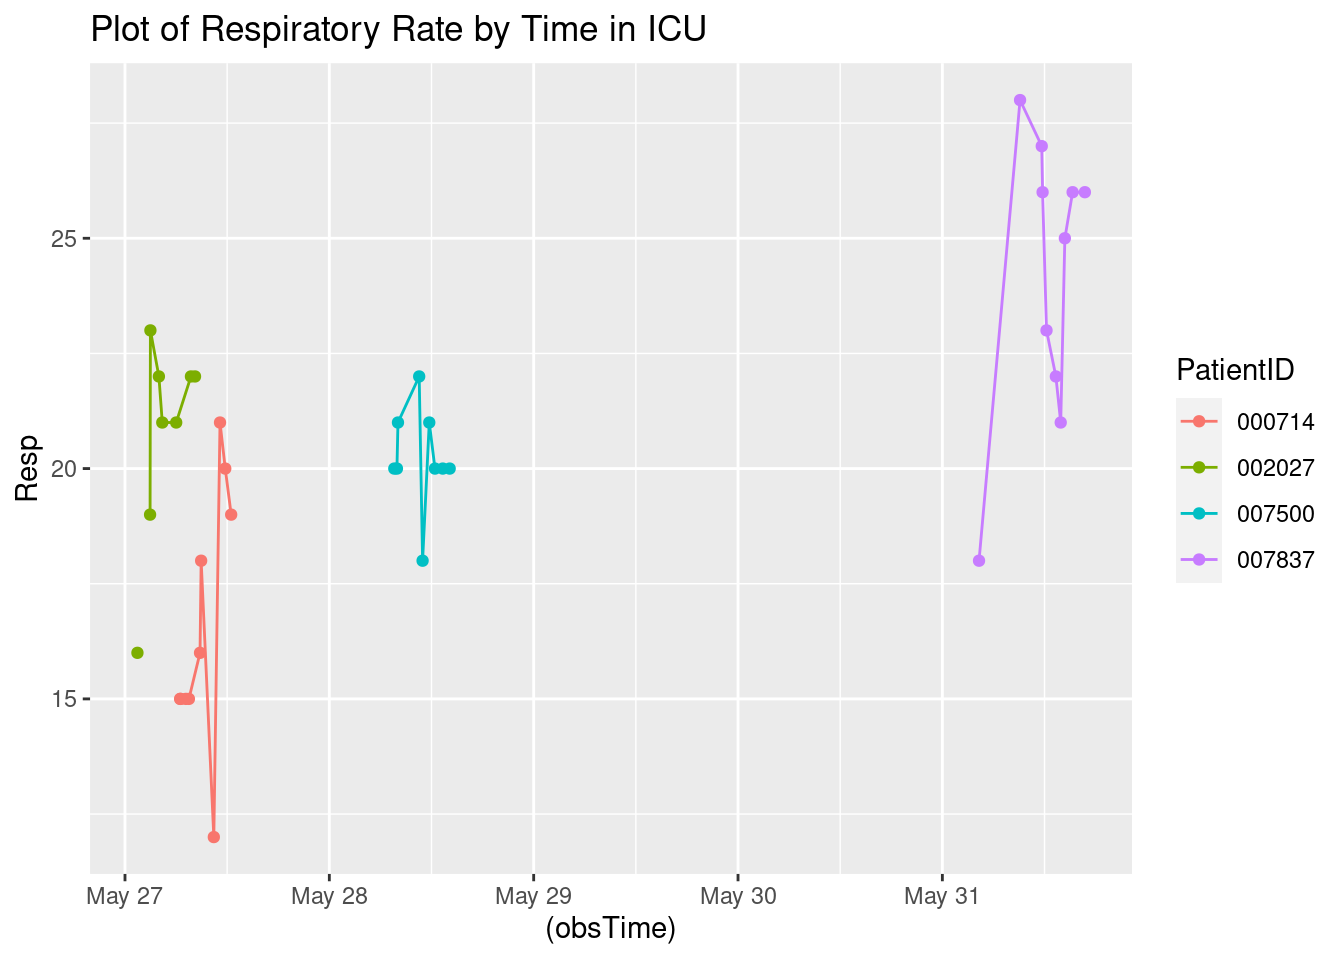 Plot of Respiratory Rate by Time in ICU
Resp
25
20
15
May 27
May 28
May 29
May 30
May 31
(obsTime)
PatientID
000714
002027
007500
007837